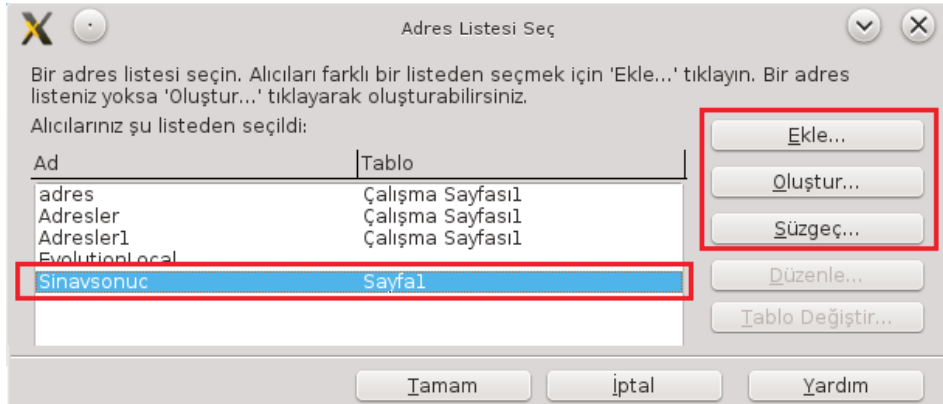 Adres Listesi Seç
Bir adres listesi seçin. Alıcıları farklı bir listeden seçmek için 'Ekle...' tıklayın. Bir adres
listeniz yoksa 'Oluştur...' tıklayarak oluşturabilirsiniz.
Alıcılarınız şu listeden seçildi:
Ekle...
Ad Tablo
Oluştur...
adres Çalışma Sayfası1
Adresler Çalışma Sayfası1
Süzgeç...
Adresler1 Çalışma Sayfası1
EvolutionLocal
Sinavsonuc Sayfa1
Düzenle...
Tablo Değiştir...
Tamam İptal Yardım